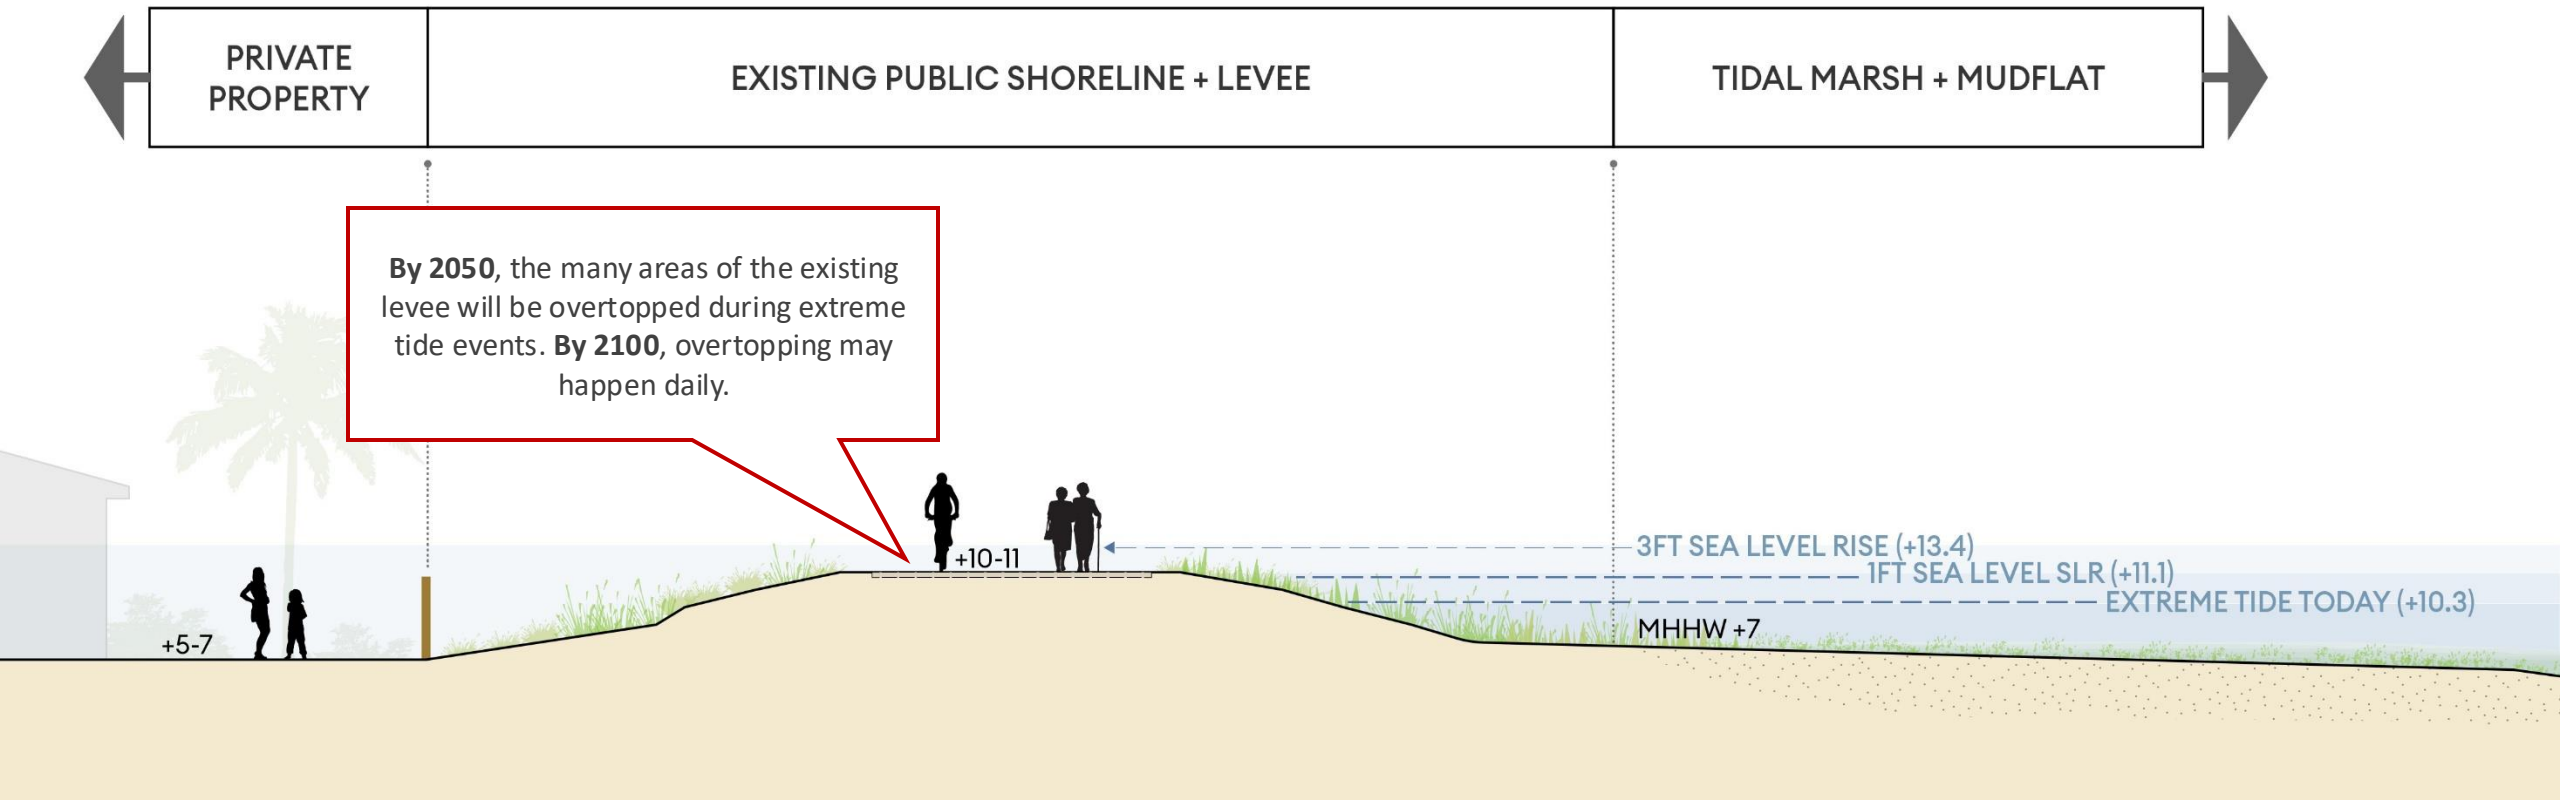 PRIVATE
PROPERTY
EXISTING PUBLIC SHORELINE + LEVEE
TIDAL MARSH + MUDFLAT
By 2050, the many areas of the existing
levee will be overtopped during extreme
tide events. By 2100, overtopping may
happen daily.
+10-11
3FT SEA LEVEL RISE (+13.4)
1FT SEA LEVEL SLR (+11.1)
EXTREME TIDE TODAY (+10.3)
MHHW +7
+5-7